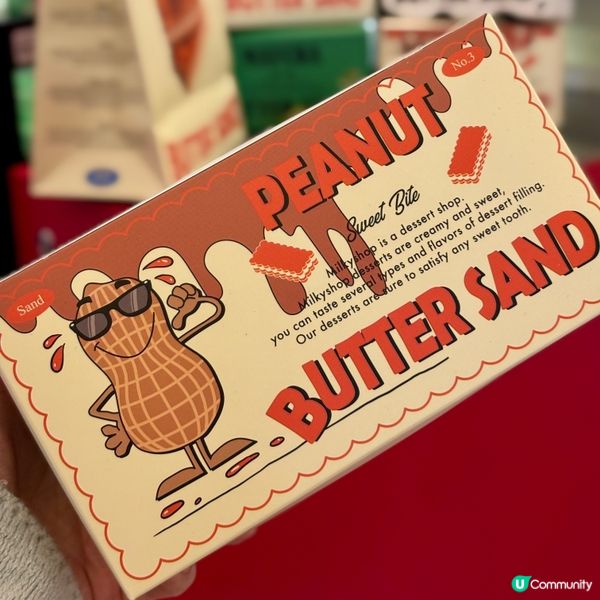 No.3
PEANUT
Sweet Bite
Milkyshop is a dessert shop.
Milkyshop desserts are creamy and sweet,
you can taste several types and flavors of dessert filling.
Our desserts are sure to satisfy any sweet tooth.
Sand
BUTTER SAND
U Community